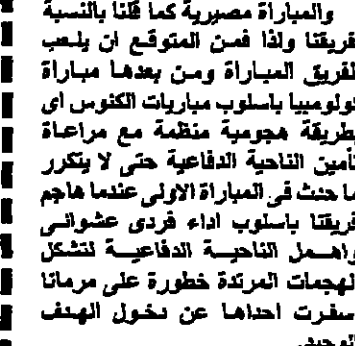 والمباراة مصيرية كما قلنا بالنسبة
لفريقنا ولذا فمن المتوقع ان يلعب
الفريق المباراة ومن بعدها مباراة
كولومبيا باسلوب مباريات الكئوس اى
بطريقة هجومية منظمة مع مراعاة
تأمين الناحية الدفاعية حتى لا يتكرر
ما حدث فى المباراة الاولى عندما هاجم
فريقنا باسلوب اداء فردى عشوائى
واهمل الناحية الدفاعية لتشكل
الهجمات المرتدة خطورة على مرمانا
اسفرت احداها عن دخول الهدف
الوحيد.